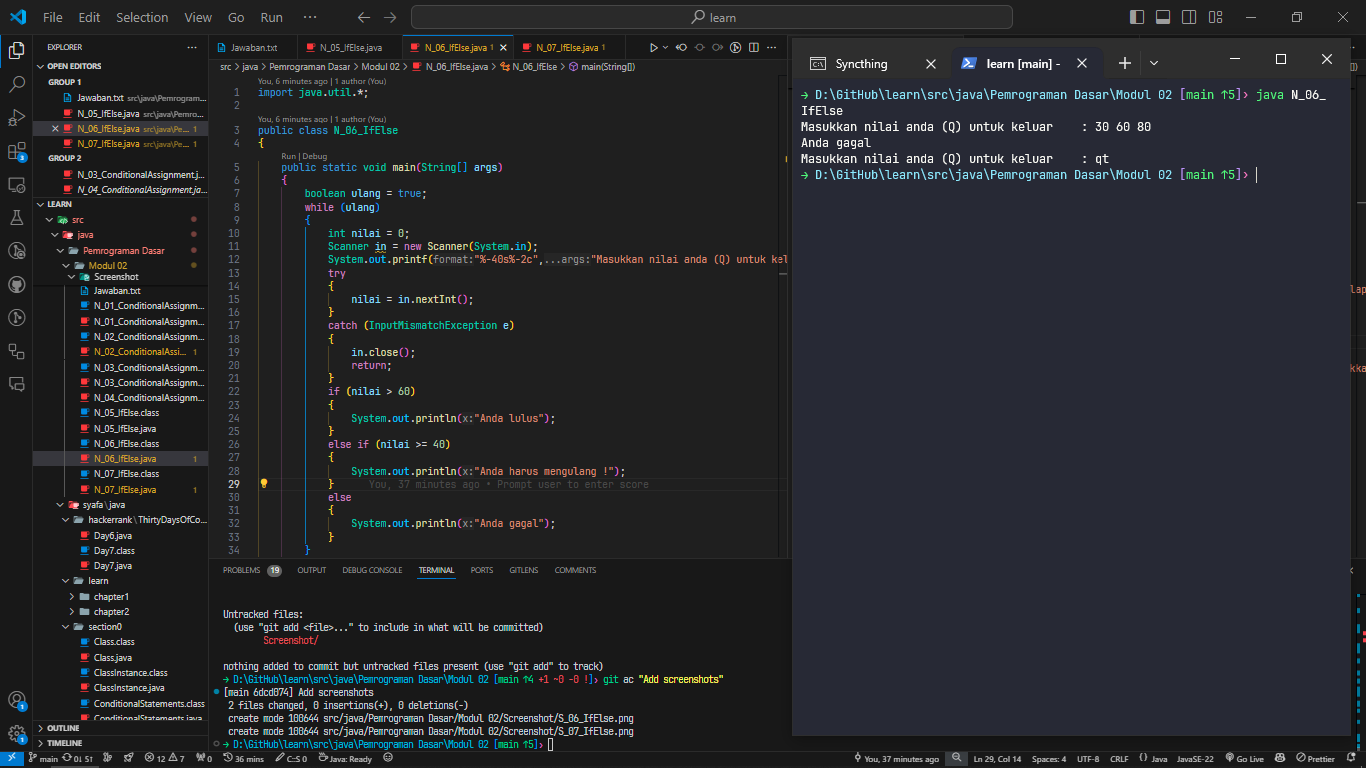 File Edit Selection View Go Run ··· learn
EXPLORER
OPEN EDITORS
GROUP 1
Jawaban.txt src\java\Pemrogram...
N_05_IfElse.java src\java\Pemro...
N_06_IfElse.java src\java\Pe... 1
N_07_IfElse.java src\java\Pe... 1
GROUP 2
N_03_ConditionalAssignment.j...
N_04_ConditionalAssignment.ja...
LEARN
src
java
Pemrograman Dasar
Modul 02
Screenshot
Jawaban.txt
N_01_ConditionalAssignm...
N_01_ConditionalAssignm...
N_02_ConditionalAssignm...
N_02_ConditionalAssi... 1
N_03_ConditionalAssignm...
N_03_ConditionalAssignm...
N_04_ConditionalAssignm...
N_05_IfElse.class
N_05_IfElse.java
N_06_IfElse.class
N_06_IfElse.java 1
N_07_IfElse.class
N_07_IfElse.java 1
syafa\java
hackerrank\ThirtyDaysOfCo...
Day6.java
Day7.class
Day7.java
learn
chapter1
chapter2
section0
Class.class
Class.java
ClassInstance.class
ClassInstance.java
ConditionalStatements.class
ConditionalStatements.java
OUTLINE
TIMELINE
Jawaban.txt N_05_IfElse.java N_06_IfElse.java 1 N_07_IfElse.java 1
src > java > Pemrograman Dasar > Modul 02 > N_06_IfElse.java > N_06_IfElse > main(String[])
You, 6 minutes ago | 1 author (You)
1 import java.util.*;
2
You, 6 minutes ago | 1 author (You)
3 public class N_06_IfElse
4 {
Run | Debug
5 public static void main(String[] args)
6 {
7 boolean ulang = true;
8 while (ulang)
9 {
10 int nilai = 0;
11 Scanner in = new Scanner(System.in);
12 System.out.printf(format:"%-40s%-2c",...args:"Masukkan nilai anda (Q) untuk kel
13 try
14 {
15 nilai = in.nextInt();
16 }
17 catch (InputMismatchException e)
18 {
19 in.close();
20 return;
21 }
22 if (nilai > 60)
23 {
24 System.out.println(x:"Anda lulus");
25 }
26 else if (nilai >= 40)
27 {
28 System.out.println(x:"Anda harus mengulang !");
29 } You, 37 minutes ago • Prompt user to enter score
30 else
31 {
32 System.out.println(x:"Anda gagal");
33 }
34 }
PROBLEMS 19 OUTPUT DEBUG CONSOLE TERMINAL PORTS GITLENS COMMENTS
Untracked files:
(use "git add <file>..." to include in what will be committed)
Screenshot/
nothing added to commit but untracked files present (use "git add" to track)
→ D:\GitHub\learn\src\java\Pemrograman Dasar\Modul 02 [main ↑4 +1 ~0 -0 !]› git ac "Add screenshots"
[main 6dcd074] Add screenshots
2 files changed, 0 insertions(+), 0 deletions(-)
create mode 100644 src/java/Pemrograman Dasar/Modul 02/Screenshot/S_06_IfElse.png
create mode 100644 src/java/Pemrograman Dasar/Modul 02/Screenshot/S_07_IfElse.png
→ D:\GitHub\learn\src\java\Pemrograman Dasar\Modul 02 [main ↑5]›
Syncthing learn [main] -
→ D:\GitHub\learn\src\java\Pemrograman Dasar\Modul 02 [main ↑5]› java N_06_
IfElse
Masukkan nilai anda (Q) untuk keluar : 30 60 80
Anda gagal
Masukkan nilai anda (Q) untuk keluar : qt
→ D:\GitHub\learn\src\java\Pemrograman Dasar\Modul 02 [main ↑5]›
main 0↓ 5↑ 12 7 0 36 mins C:S 0 Java: Ready You, 37 minutes ago Ln 29, Col 14 Spaces: 4 UTF-8 CRLF {} Java JavaSE-22 Go Live Prettier